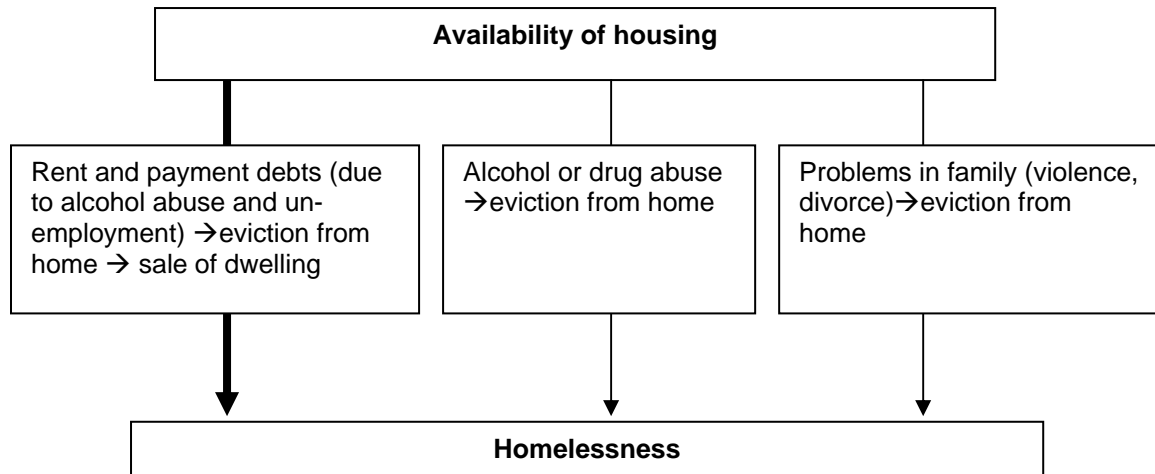 Availability of housing
Rent and payment debts (due
to alcohol abuse and un-
employment) →eviction from
home → sale of dwelling
Alcohol or drug abuse
→eviction from home
Problems in family (violence,
divorce)→eviction from
home
Homelessness